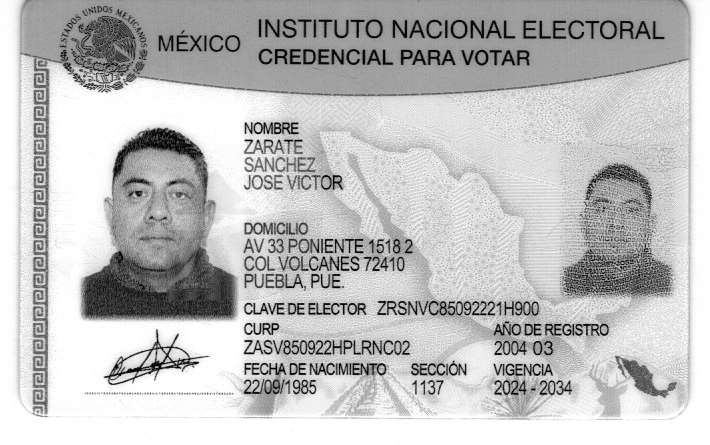 ESTADOS UNIDOS MEXICANOS
MÉXICO
INSTITUTO NACIONAL ELECTORAL
CREDENCIAL PARA VOTAR
NOMBRE
ZARATE
SANCHEZ
JOSE VICTOR
DOMICILIO
AV 33 PONIENTE 1518 2
COL VOLCANES 72410
PUEBLA, PUE.
CLAVE DE ELECTOR ZRSNVC85092221H900
CURP AÑO DE REGISTRO
ZASV850922HPLRNC02 2004 03
FECHA DE NACIMIENTO SECCIÓN VIGENCIA
22/09/1985 1137 2024 - 2034